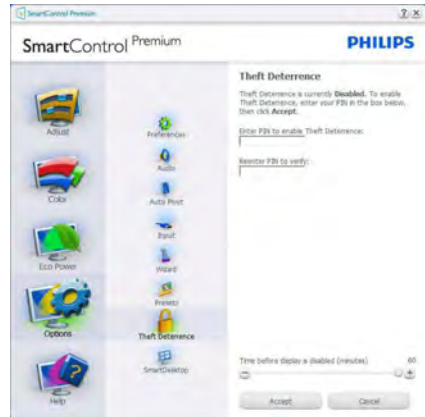 SmartControl Premium
SmartControl Premium
PHILIPS
Adjust
Color
Eco Power
Options
Help
Preferences
Audio
Auto Pivot
Input
Wizard
Presets
Theft Deterrence
SmartDesktop
Theft Deterrence
Theft Deterrence is currently Disabled. To enable
Theft Deterrence, enter your PIN in the box below,
then click Accept.
Enter PIN to enable Theft Deterrence:
Reenter PIN to verify:
Time before display is disabled (minutes)
60
Accept
Cancel